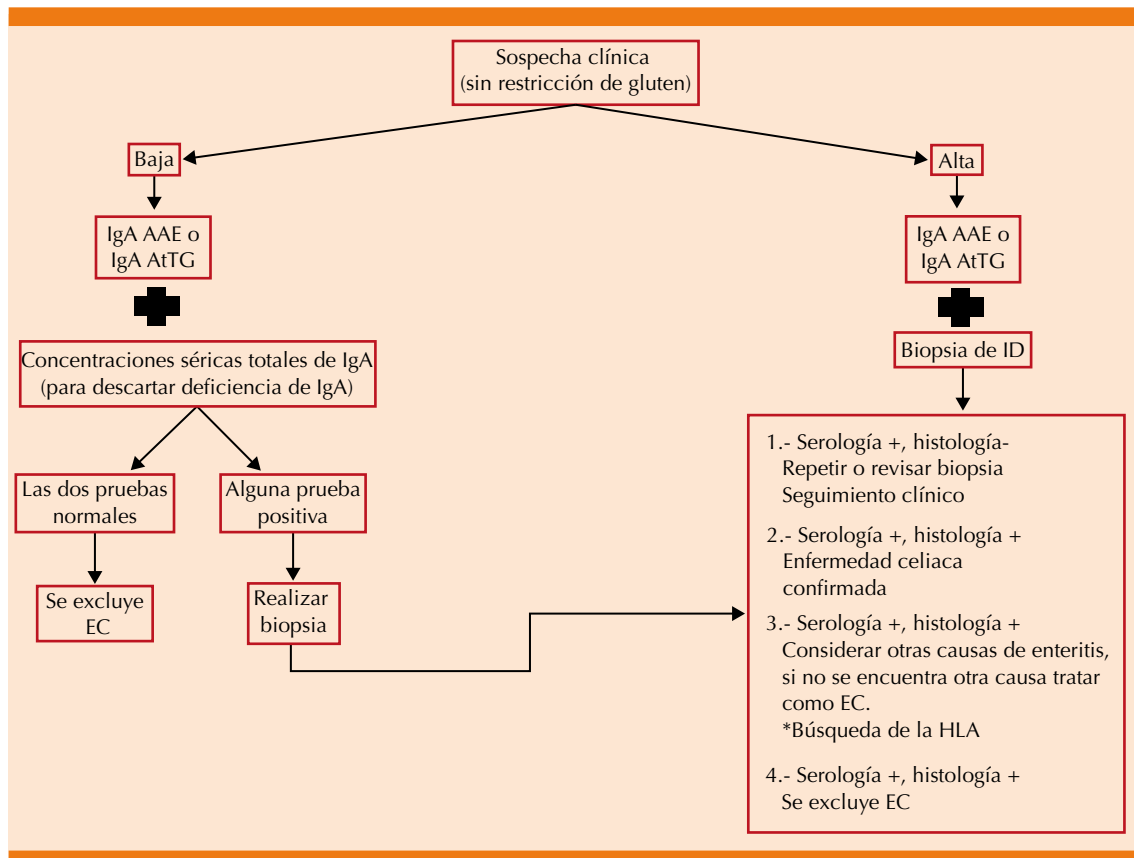 Sospecha clínica
(sin restricción de gluten)
Baja
IgA AAE o
IgA AtTG
Concentraciones séricas totales de IgA
(para descartar deficiencia de IgA)
Las dos pruebas
normales
Alguna prueba
positiva
Se excluye
EC
Realizar
biopsia
Alta
IgA AAE o
IgA AtTG
Biopsia de ID
1.- Serología +, histología-
Repetir o revisar biopsia
Seguimiento clínico
2.- Serología +, histología +
Enfermedad celiaca
confirmada
3.- Serología +, histología +
Considerar otras causas de enteritis,
si no se encuentra otra causa tratar
como EC.
*Búsqueda de la HLA
4.- Serología +, histología +
Se excluye EC